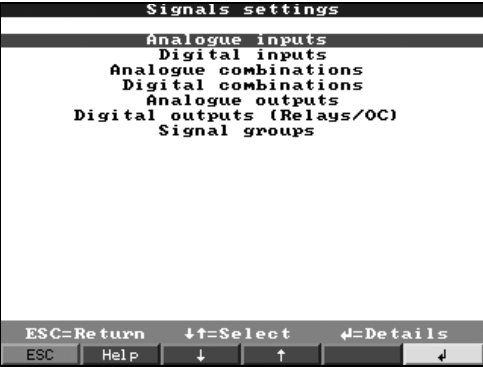 Signals settings
Analogue inputs
Digital inputs
Analogue combinations
Digital combinations
Analogue outputs
Digital outputs (Relays/OC)
Signal groups
ESC=Return ↓↑=Select ↲=Details
ESC Help ↓ ↑ ↲